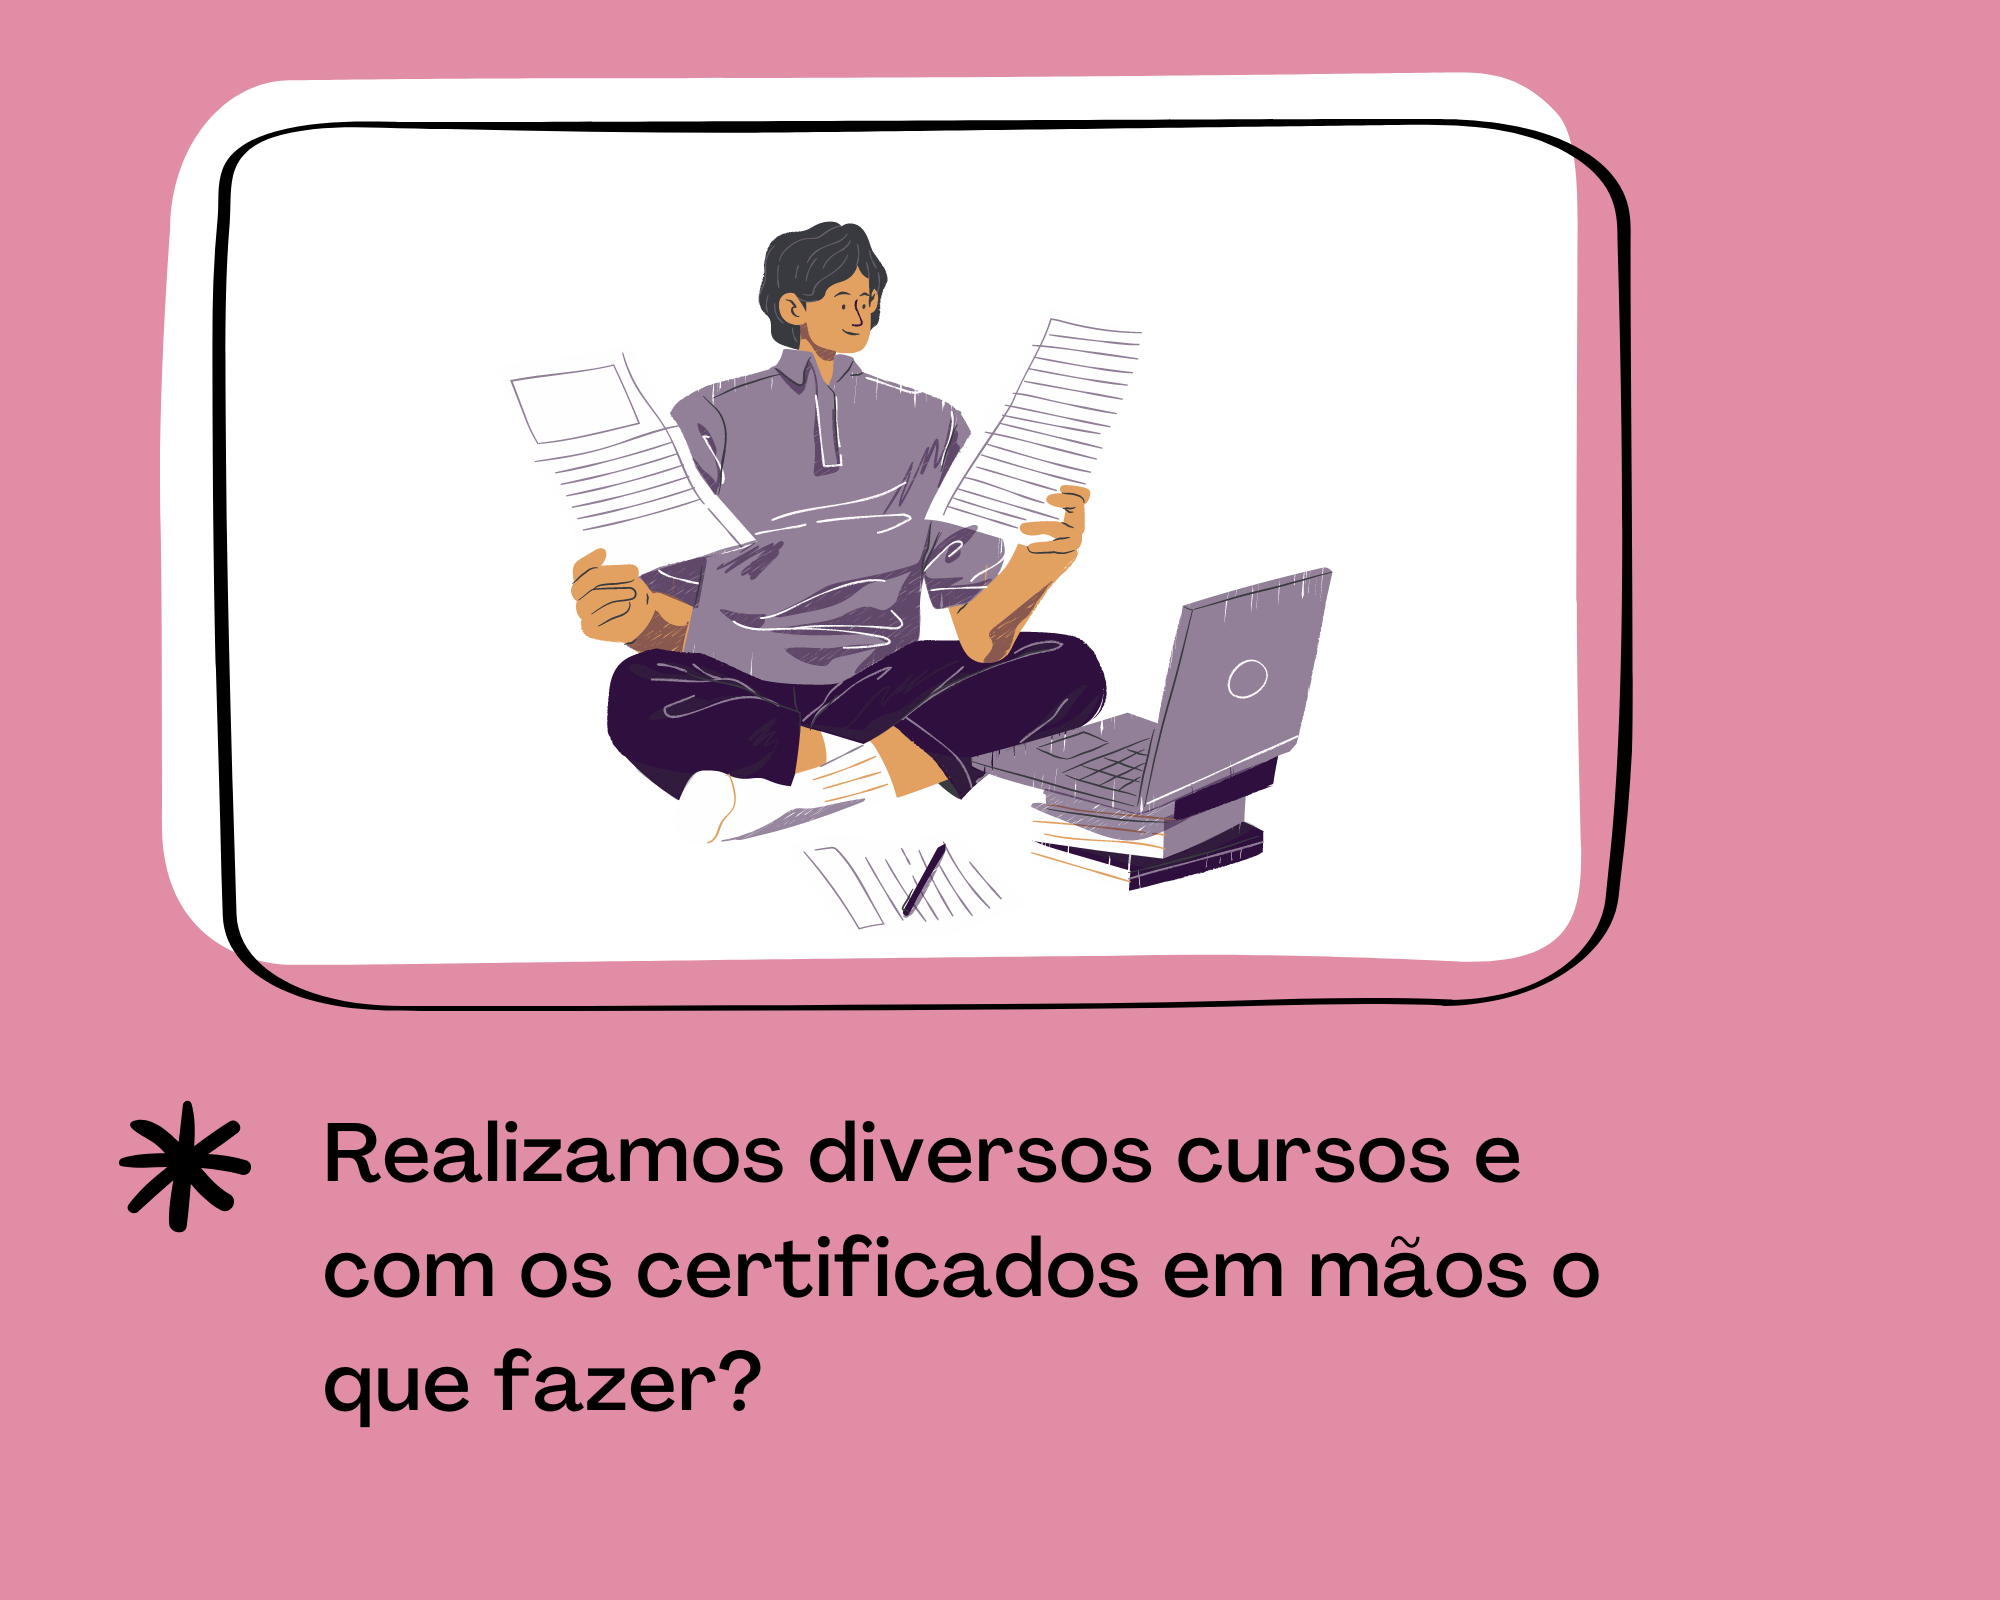 Realizamos diversos cursos e
com os certificados em mãos o
que fazer?